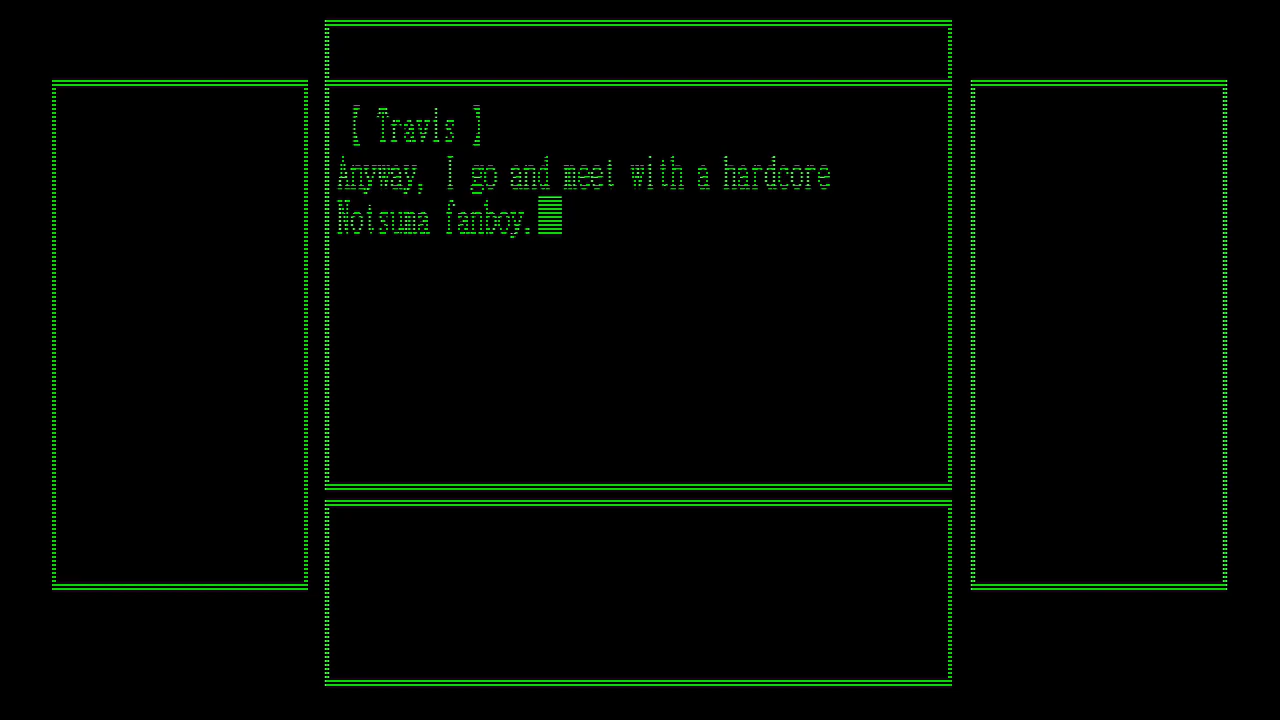 [ Travis ]
Anyway, I go and meet with a hardcore
Notsuma fanboy.